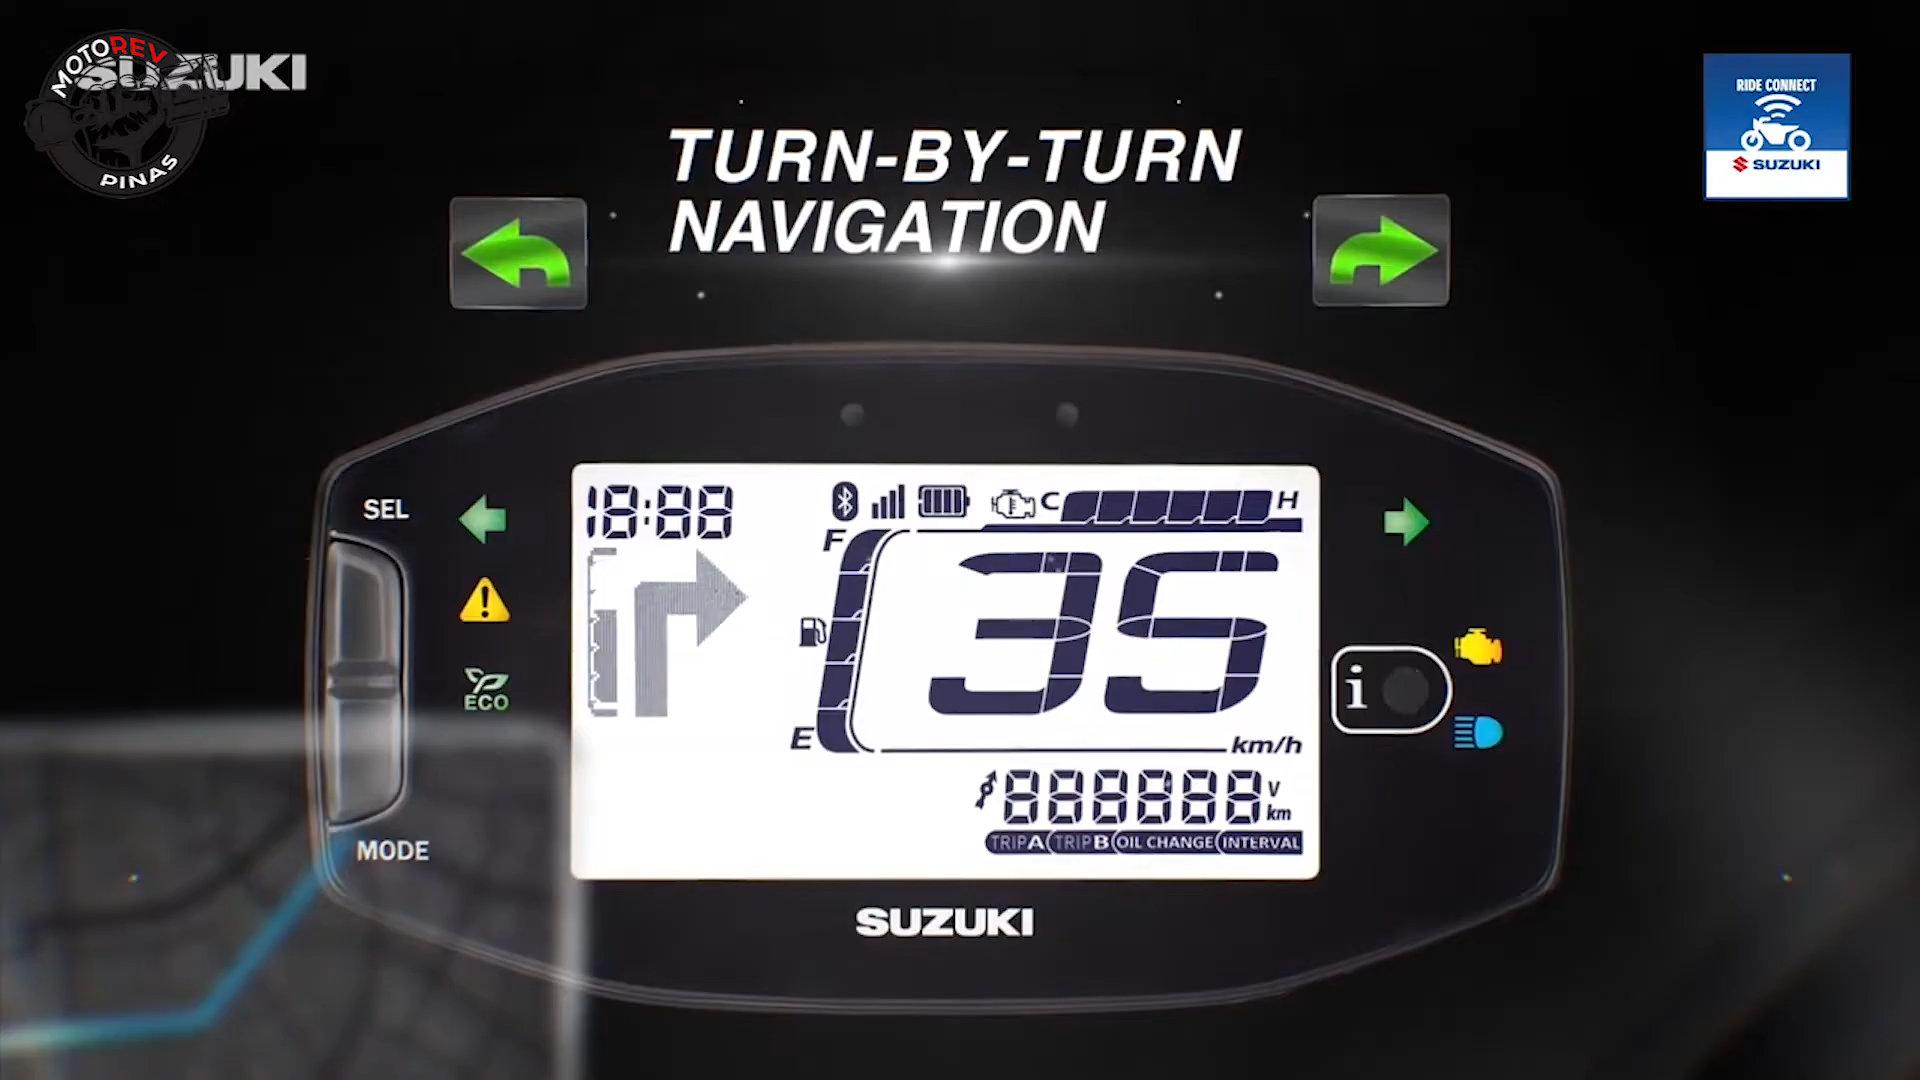 MOTOREV
PINAS
SUZUKI
RIDE CONNECT
SUZUKI
TURN-BY-TURN
NAVIGATION
SEL
18:88
C
H
F
35
i
E
km/h
ECO
888888
V
km
TRIP A TRIP B OIL CHANGE INTERVAL
MODE
SUZUKI